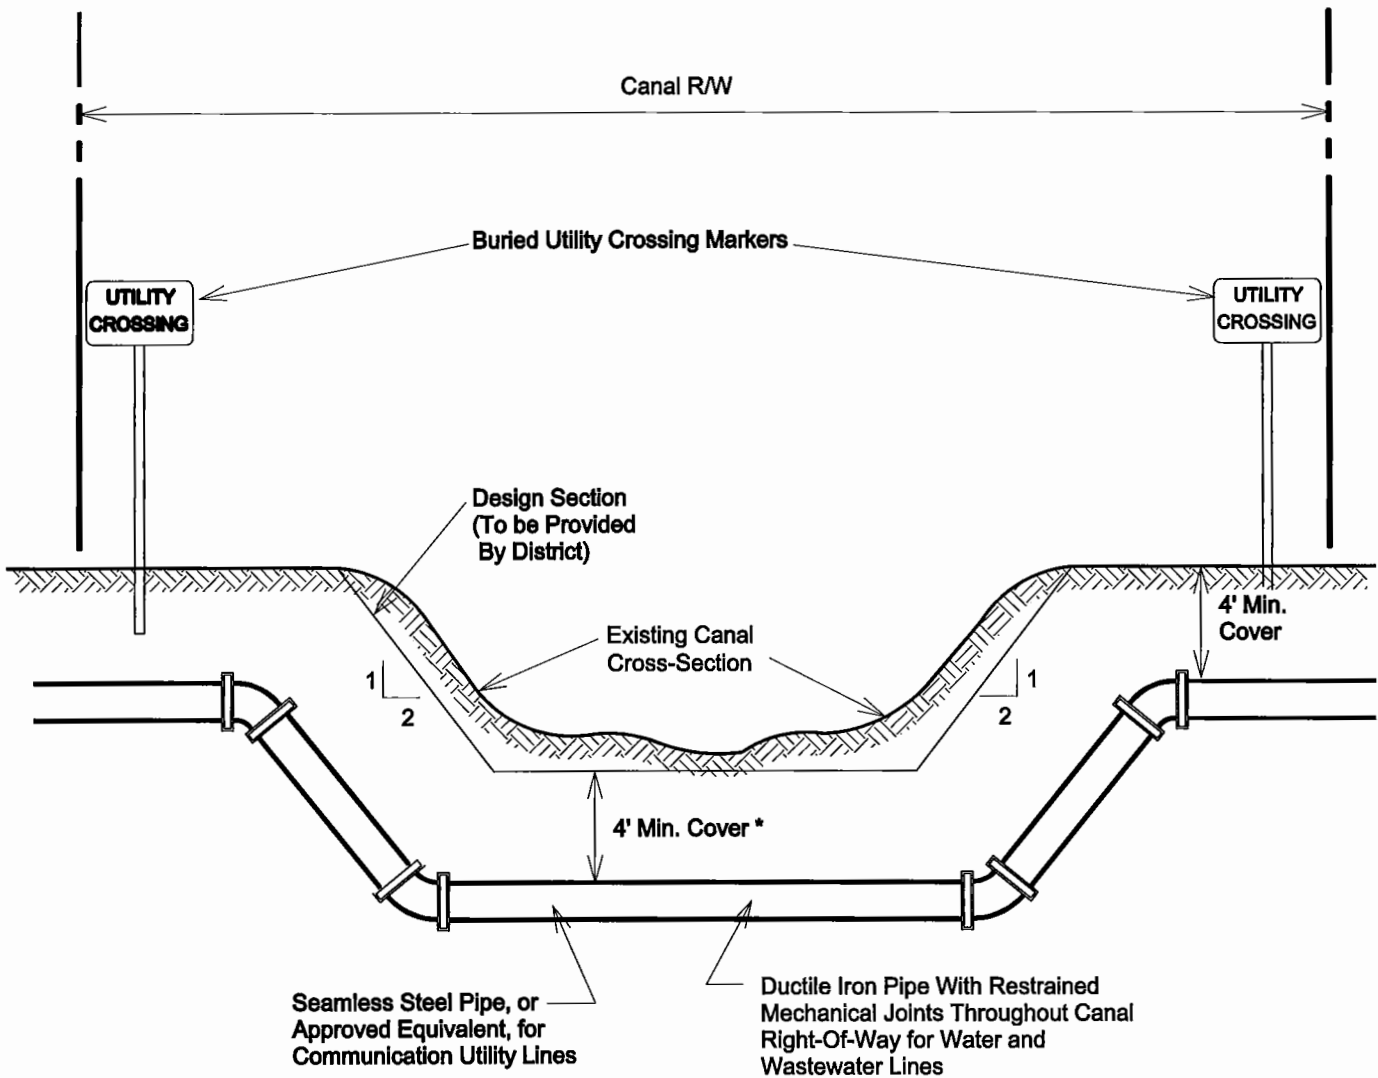 Canal R/W
Buried Utility Crossing Markers
UTILITY
CROSSING
UTILITY
CROSSING
Design Section
(To be Provided
By District)
4' Min.
Cover
Existing Canal
Cross-Section
1
2
1
2
4' Min. Cover *
Seamless Steel Pipe, or
Approved Equivalent, for
Communication Utility Lines
Ductile Iron Pipe With Restrained
Mechanical Joints Throughout Canal
Right-Of-Way for Water and
Wastewater Lines